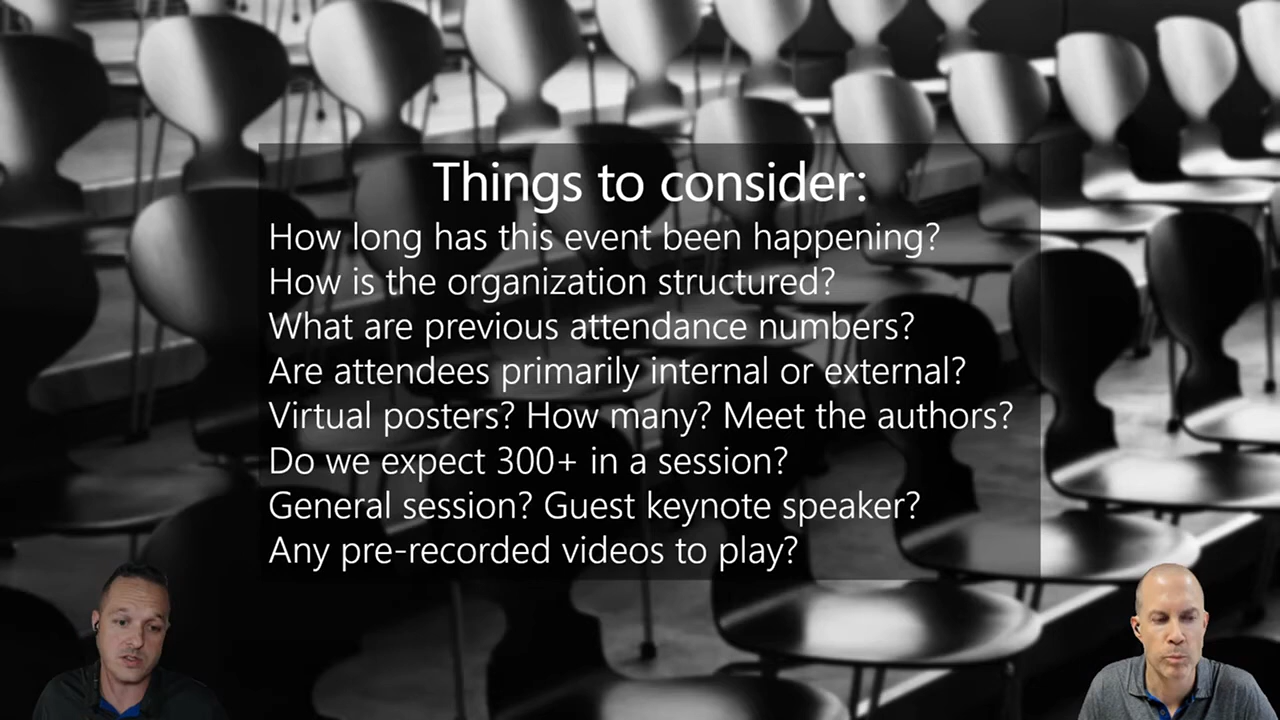 Things to consider:
How long has this event been happening?
How is the organization structured?
What are previous attendance numbers?
Are attendees primarily internal or external?
Virtual posters? How many? Meet the authors?
Do we expect 300+ in a session?
General session? Guest keynote speaker?
Any pre-recorded videos to play?